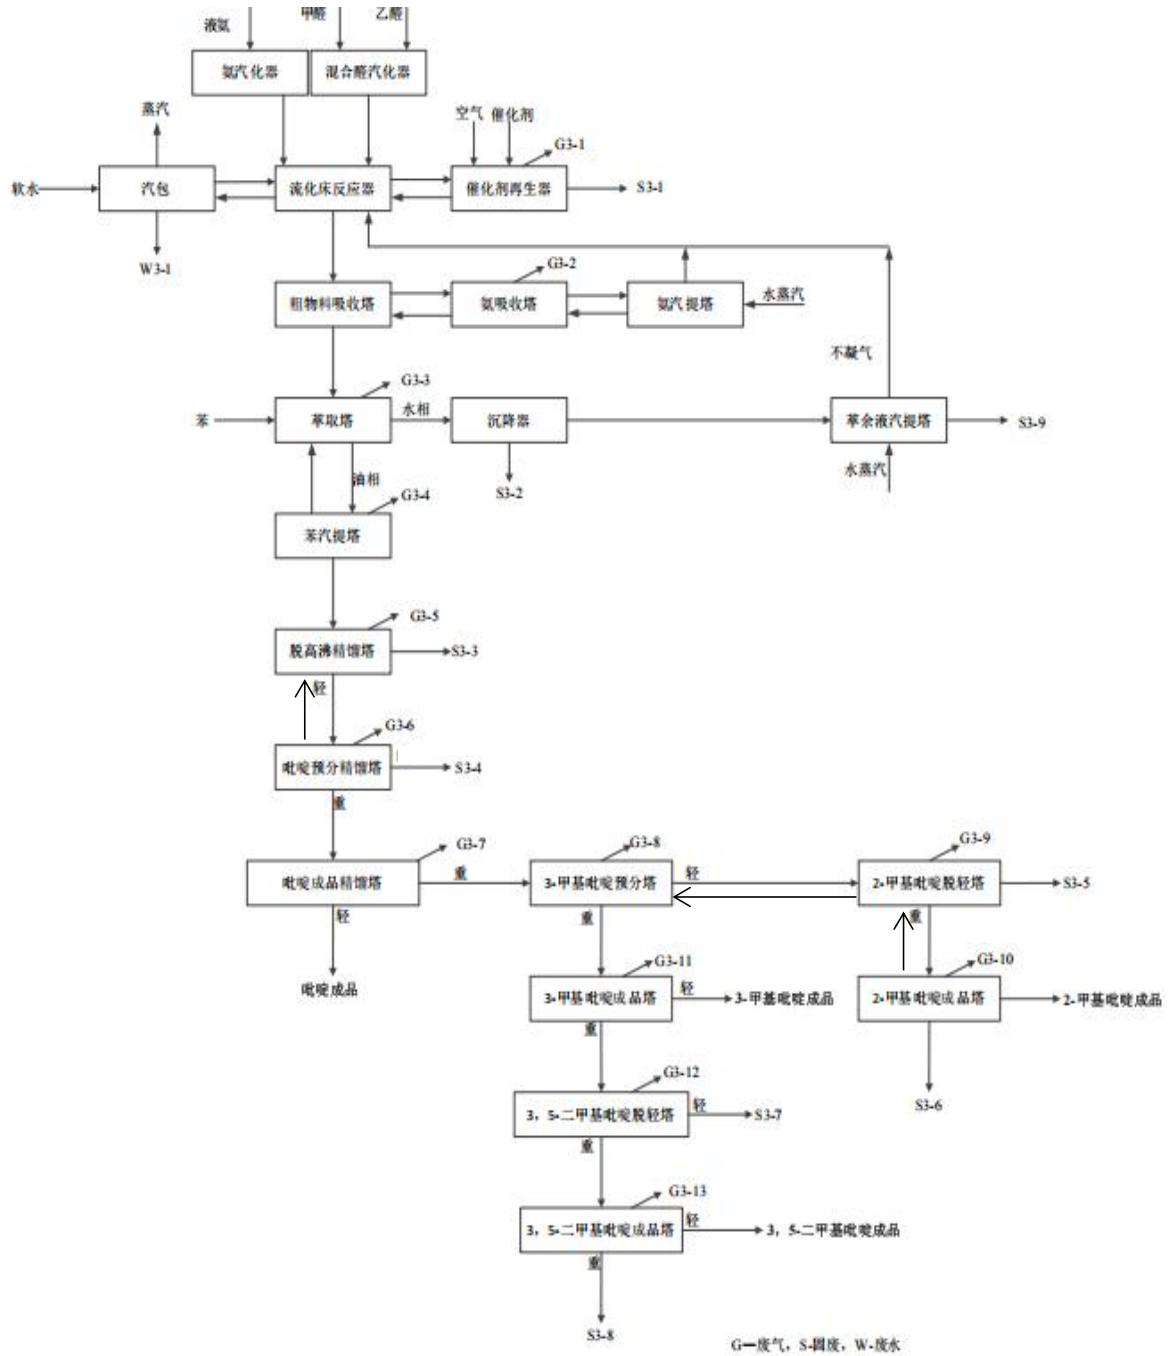 液氨
甲醛
乙醛
氨汽化器
混合醛汽化器
蒸汽
空气
催化剂
G3-1
软水
汽包
流化床反应器
催化剂再生器
S3-1
W3-1
G3-2
粗物料吸收塔
氨吸收塔
氨汽提塔
水蒸汽
不凝气
G3-3
苯
萃取塔
水相
沉降器
萃余液汽提塔
S3-9
油相
水蒸汽
S3-2
G3-4
苯汽提塔
G3-5
脱高沸精馏塔
S3-3
轻
G3-6
吡啶预分精馏塔
S3-4
重
G3-7
G3-8
G3-9
吡啶成品精馏塔
重
3-甲基吡啶预分塔
轻
2-甲基吡啶脱轻塔
S3-5
轻
重
重
吡啶成品
G3-11
G3-10
3-甲基吡啶成品塔
轻
3-甲基吡啶成品
2-甲基吡啶成品塔
2-甲基吡啶成品
重
G3-12
S3-6
3，5-二甲基吡啶脱轻塔
轻
S3-7
重
G3-13
3，5-二甲基吡啶成品塔
轻
3，5-二甲基吡啶成品
重
S3-8
G—废气，S-固废，W-废水